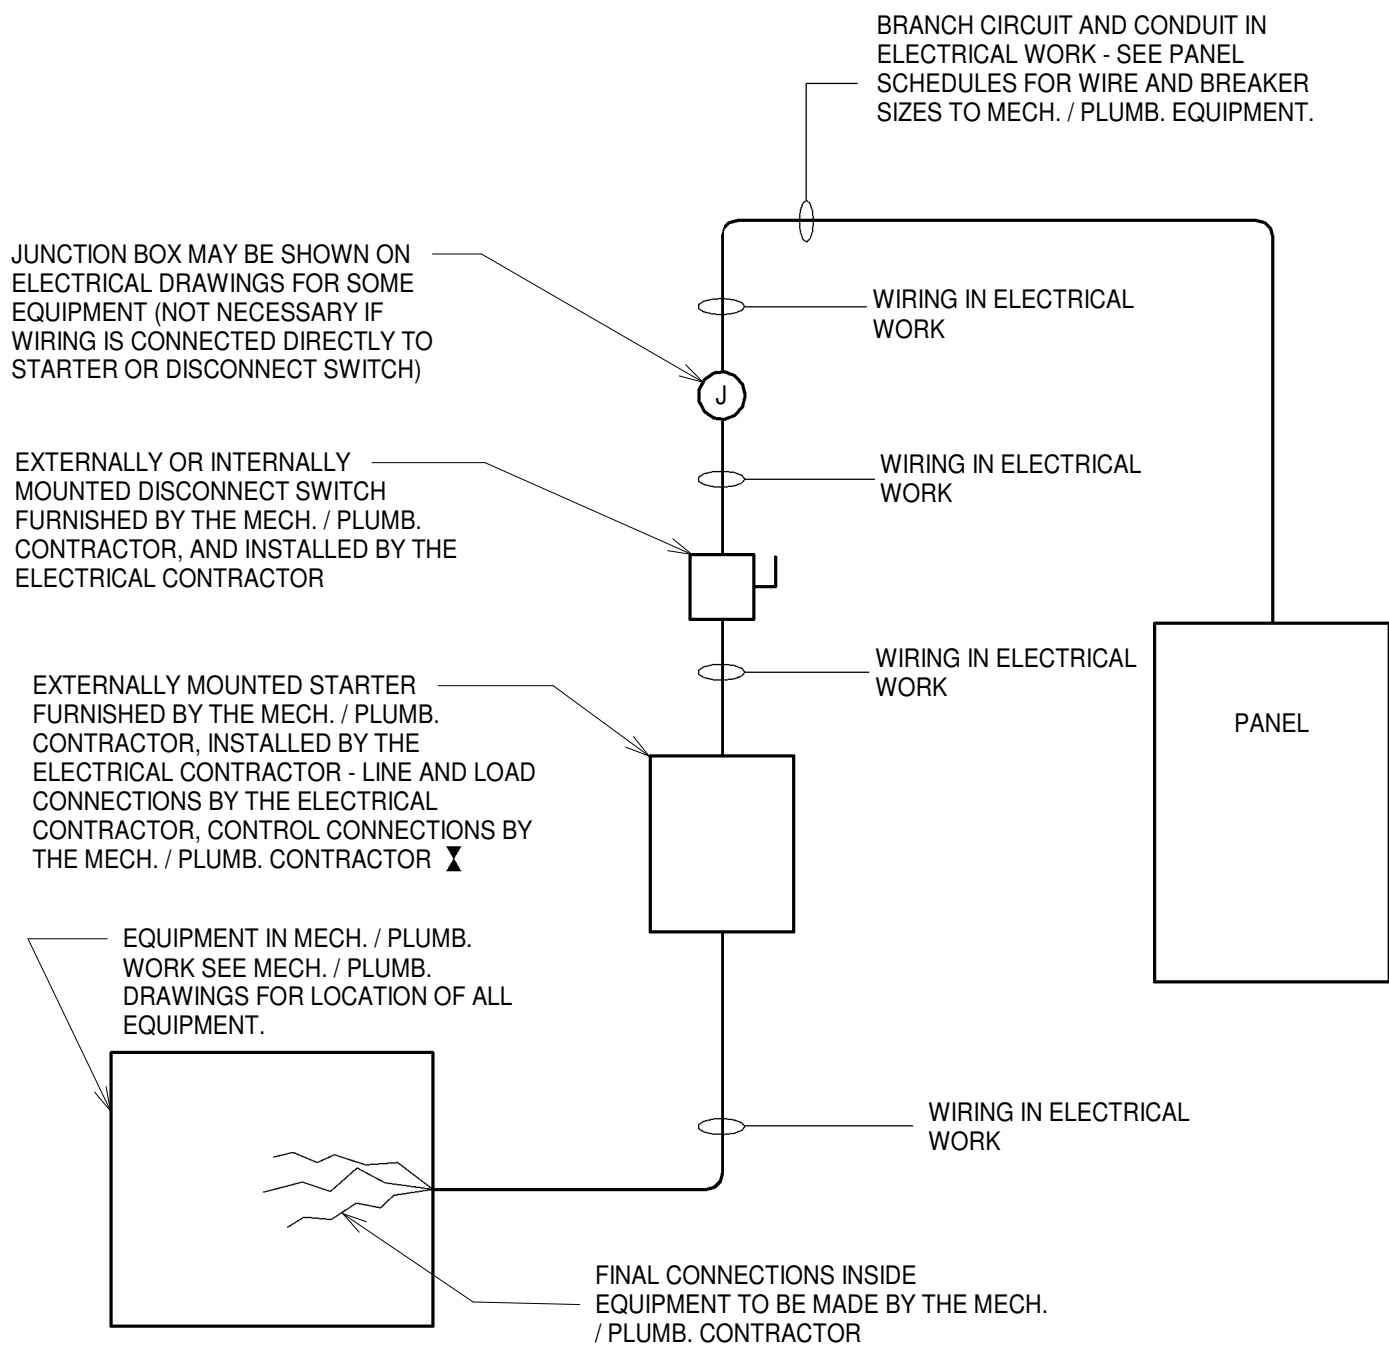 BRANCH CIRCUIT AND CONDUIT IN
ELECTRICAL WORK - SEE PANEL
SCHEDULES FOR WIRE AND BREAKER
SIZES TO MECH. / PLUMB. EQUIPMENT.
JUNCTION BOX MAY BE SHOWN ON
ELECTRICAL DRAWINGS FOR SOME
EQUIPMENT (NOT NECESSARY IF
WIRING IS CONNECTED DIRECTLY TO
STARTER OR DISCONNECT SWITCH)
WIRING IN ELECTRICAL
WORK
J
EXTERNALLY OR INTERNALLY
MOUNTED DISCONNECT SWITCH
FURNISHED BY THE MECH. / PLUMB.
CONTRACTOR, AND INSTALLED BY THE
ELECTRICAL CONTRACTOR
WIRING IN ELECTRICAL
WORK
WIRING IN ELECTRICAL
WORK
PANEL
EXTERNALLY MOUNTED STARTER
FURNISHED BY THE MECH. / PLUMB.
CONTRACTOR, INSTALLED BY THE
ELECTRICAL CONTRACTOR - LINE AND LOAD
CONNECTIONS BY THE ELECTRICAL
CONTRACTOR, CONTROL CONNECTIONS BY
THE MECH. / PLUMB. CONTRACTOR
EQUIPMENT IN MECH. / PLUMB.
WORK SEE MECH. / PLUMB.
DRAWINGS FOR LOCATION OF ALL
EQUIPMENT.
WIRING IN ELECTRICAL
WORK
FINAL CONNECTIONS INSIDE
EQUIPMENT TO BE MADE BY THE MECH.
/ PLUMB. CONTRACTOR